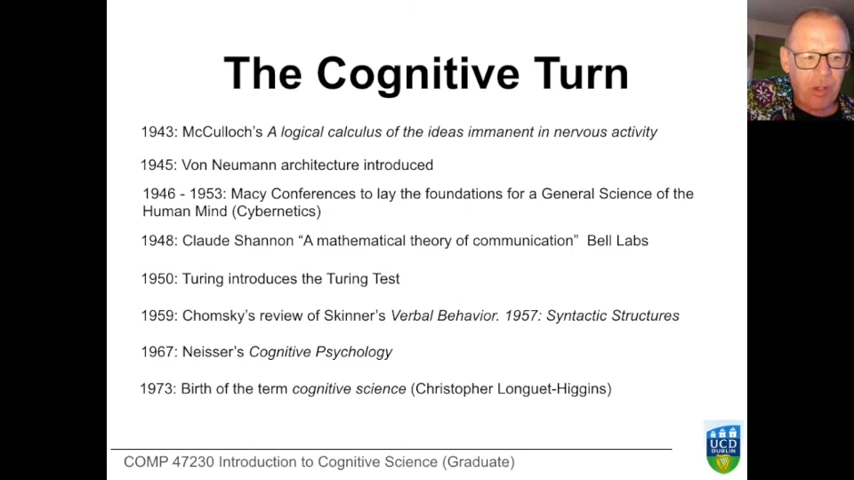 The Cognitive Turn
1943: McCulloch's A logical calculus of the ideas immanent in nervous activity
1945: Von Neumann architecture introduced
1946 - 1953: Macy Conferences to lay the foundations for a General Science of the
Human Mind (Cybernetics)
1948: Claude Shannon “A mathematical theory of communication” Bell Labs
1950: Turing introduces the Turing Test
1959: Chomsky's review of Skinner's Verbal Behavior. 1957: Syntactic Structures
1967: Neisser's Cognitive Psychology
1973: Birth of the term cognitive science (Christopher Longuet-Higgins)
COMP 47230 Introduction to Cognitive Science (Graduate)
UCD
DUBLIN